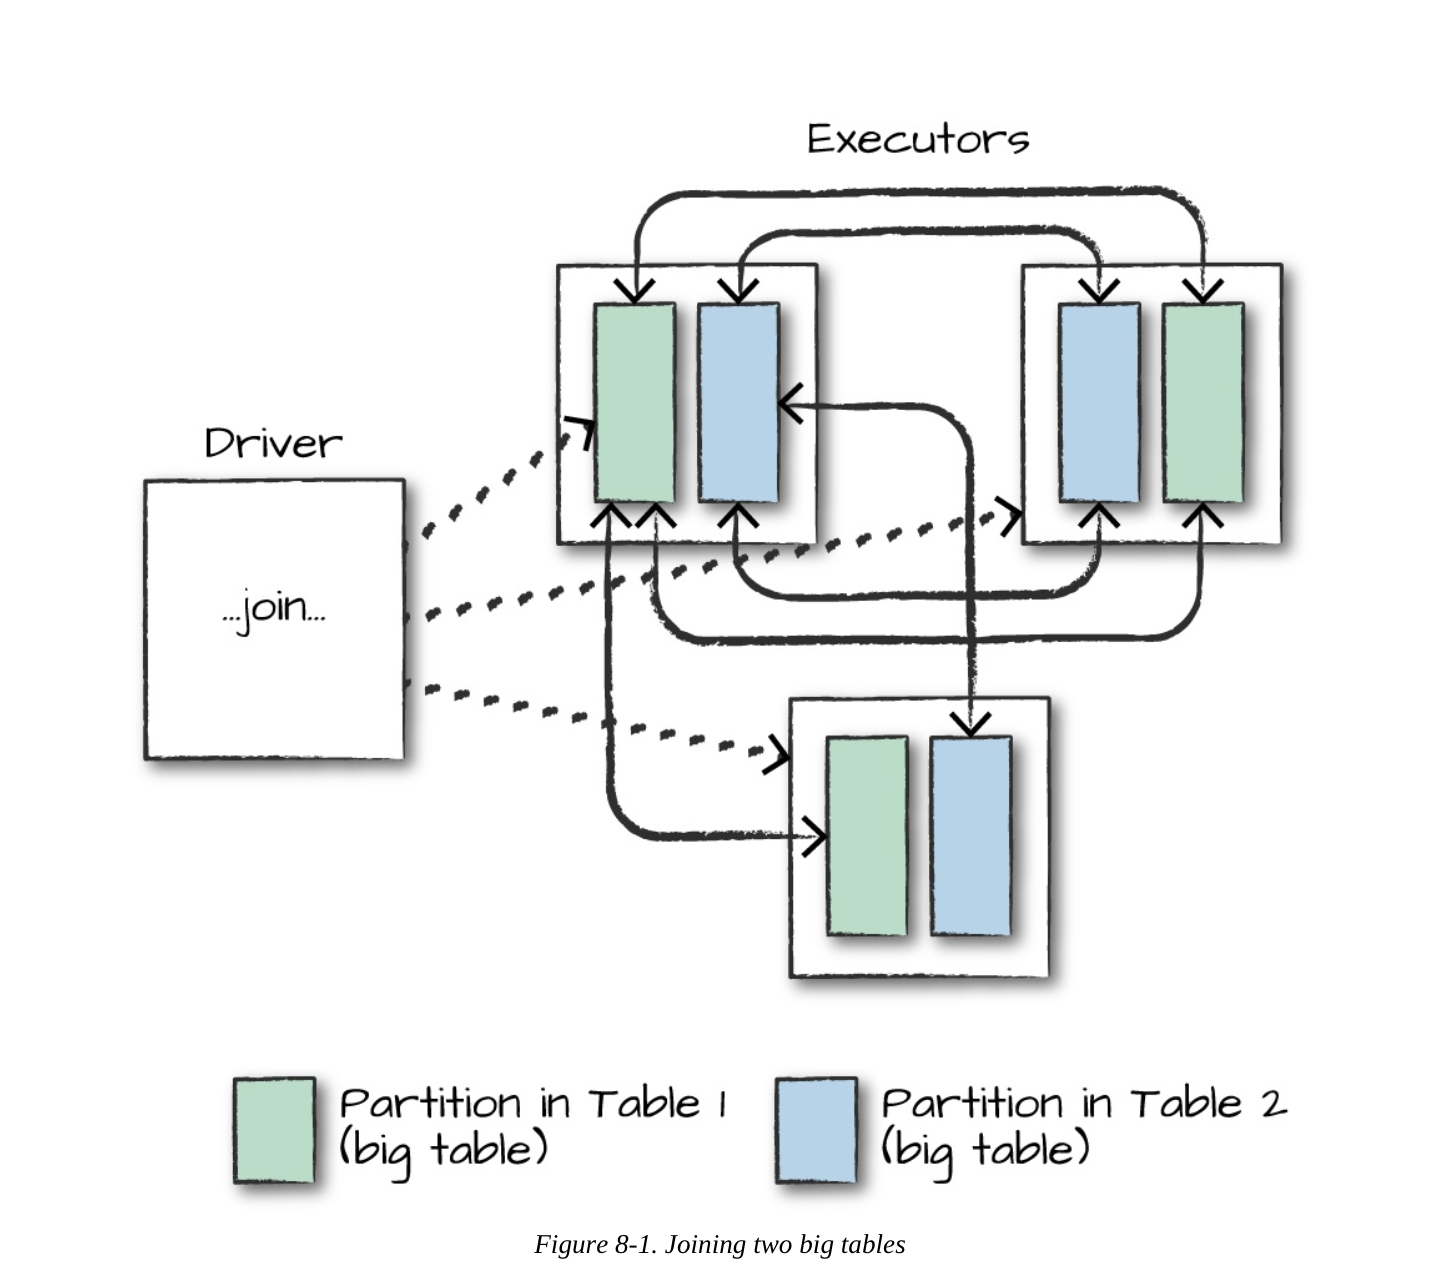 Executors
Driver
...join...
Partition in Table 1
(big table)
Partition in Table 2
(big table)
Figure 8-1. Joining two big tables